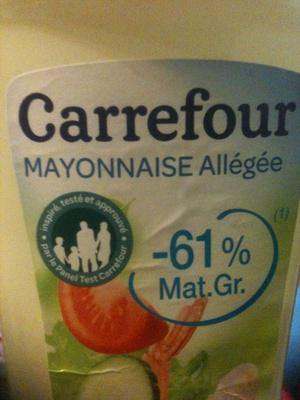 Carrefour
MAYONNAISE Allégée
inspiré, testé et approuvé
par le Panel Test Carrefour
(1)
-61%
Mat.Gr.